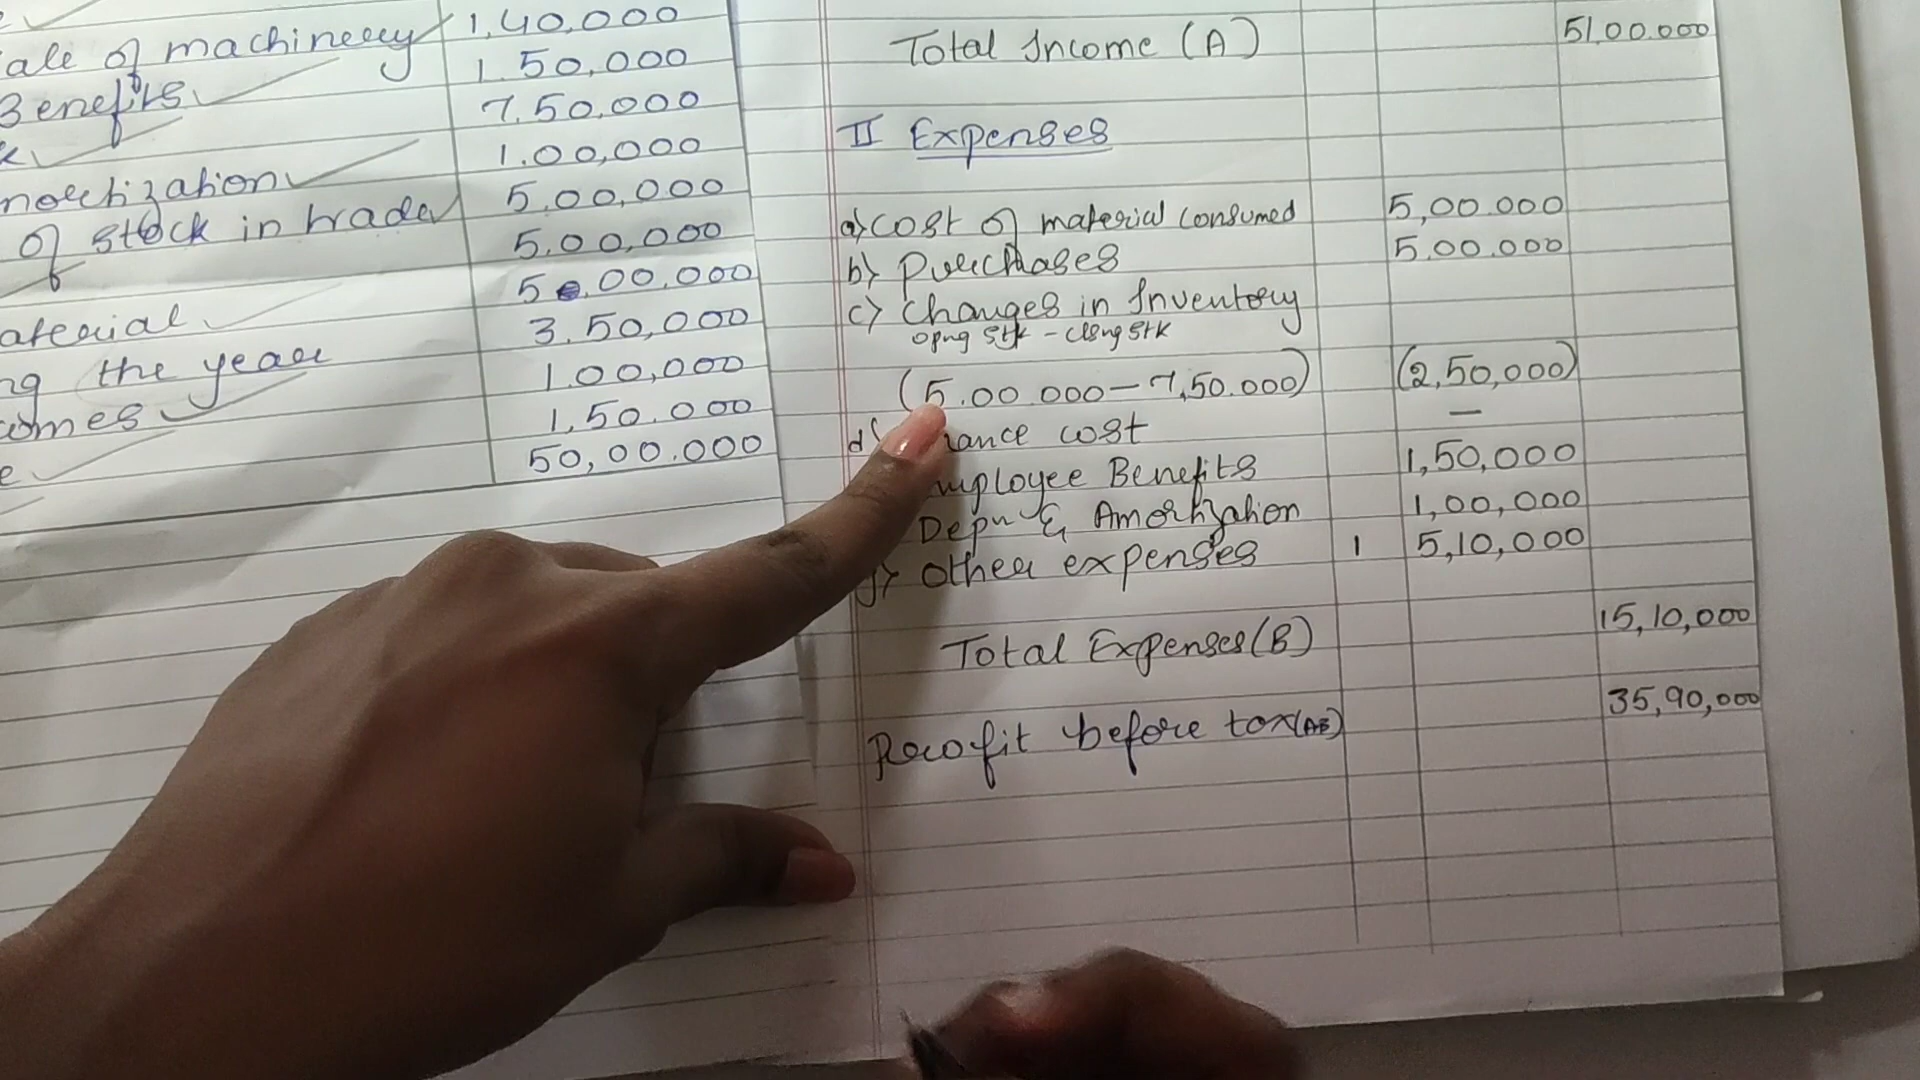 1,40,000
ale of machinery 1,50,000
Benefits 7,50,000
1,00,000
5,00,000
of stock in trade 5,00,000
5,00,000
aterial 3,50,000
ng the year 1,00,000
omes 1,50,000
e 50,00,000
Total Income (A) 51,00,000
II Expenses
a) Cost of material consumed 5,00,000
b) Purchases 5,00,000
c) Changes in Inventory
opng stk - clsng stk
(5,00,000 - 7,50,000) (2,50,000)
d) ance cost —
mployee Benefits 1,50,000
Depn & Amortization 1,00,000
g) Other expenses 1 5,10,000
Total Expenses (B) 15,10,000
Profit before tax 35,90,000